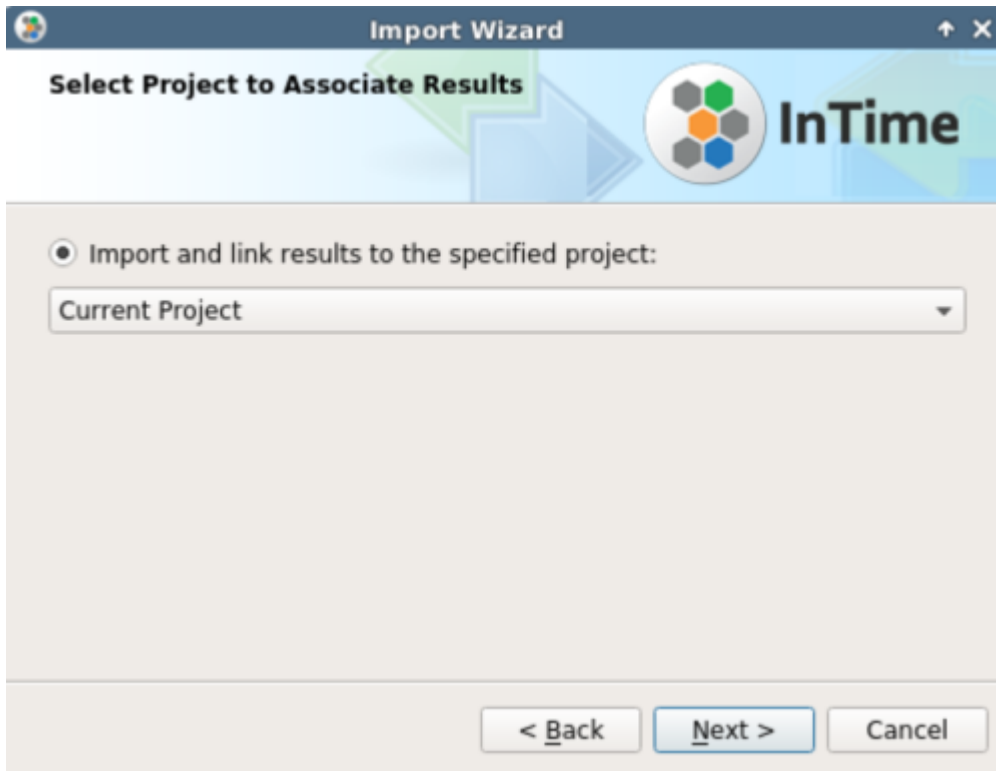 Import Wizard
Select Project to Associate Results
InTime
Import and link results to the specified project:
Current Project
< Back
Next >
Cancel